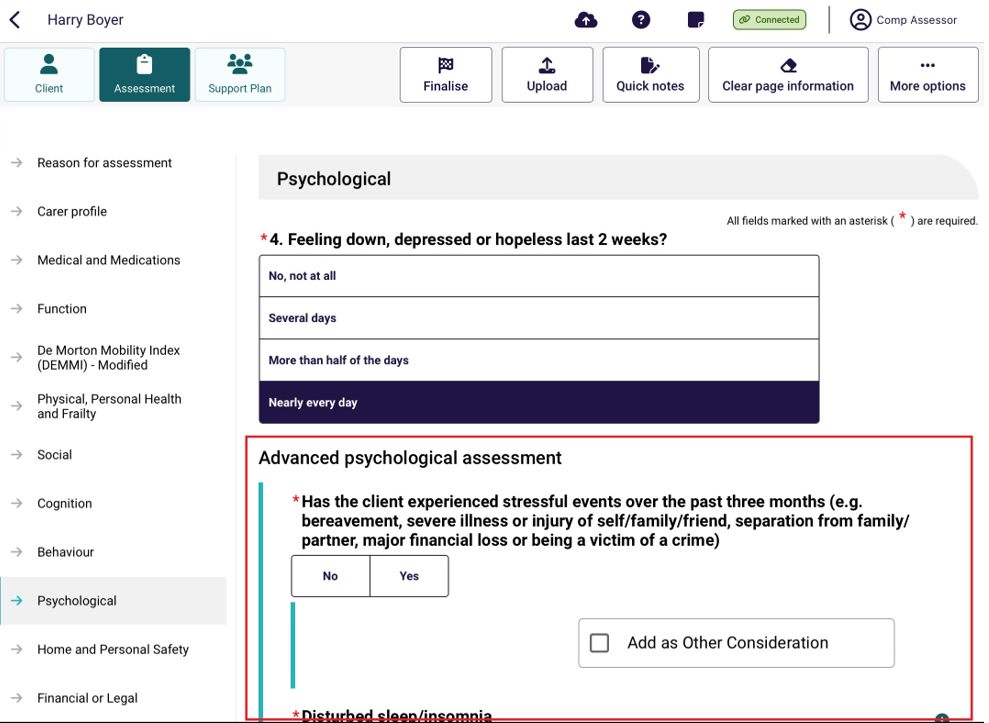 Harry Boyer
Connected
Comp Assessor
Client
Assessment
Support Plan
Finalise
Upload
Quick notes
Clear page information
More options
Reason for assessment
Carer profile
Medical and Medications
Function
De Morton Mobility Index
(DEMMI) - Modified
Physical, Personal Health
and Frailty
Social
Cognition
Behaviour
Psychological
Home and Personal Safety
Financial or Legal
Psychological
All fields marked with an asterisk ( * ) are required.
*4. Feeling down, depressed or hopeless last 2 weeks?
No, not at all
Several days
More than half of the days
Nearly every day
Advanced psychological assessment
*Has the client experienced stressful events over the past three months (e.g.
bereavement, severe illness or injury of self/family/friend, separation from family/
partner, major financial loss or being a victim of a crime)
No
Yes
Add as Other Consideration
*Disturbed sleep/insomnia